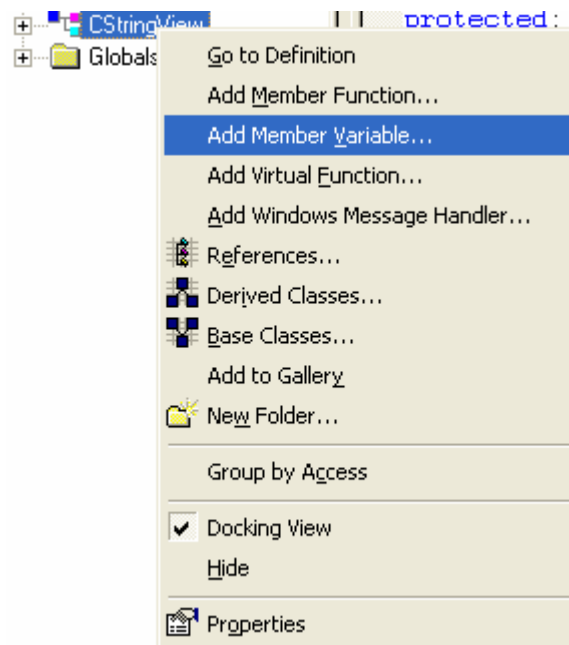 CStringView
protected:
Globals
Go to Definition
Add Member Function...
Add Member Variable...
Add Virtual Function...
Add Windows Message Handler...
References...
Derived Classes...
Base Classes...
Add to Gallery
New Folder...
Group by Access
Docking View
Hide
Properties